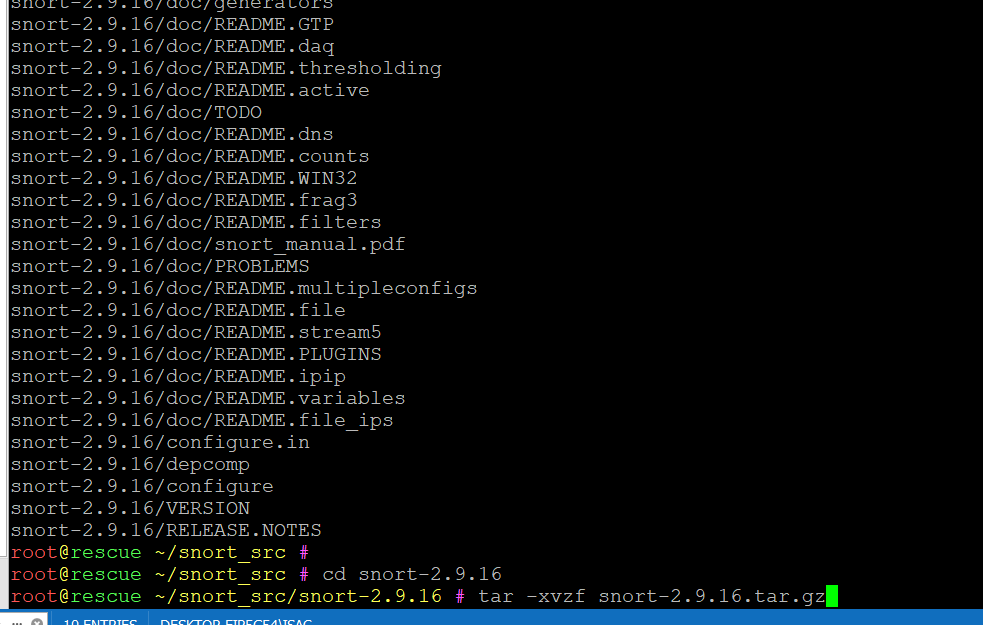 snort-2.9.16/doc/generators
snort-2.9.16/doc/README.GTP
snort-2.9.16/doc/README.daq
snort-2.9.16/doc/README.thresholding
snort-2.9.16/doc/README.active
snort-2.9.16/doc/TODO
snort-2.9.16/doc/README.dns
snort-2.9.16/doc/README.counts
snort-2.9.16/doc/README.WIN32
snort-2.9.16/doc/README.frag3
snort-2.9.16/doc/README.filters
snort-2.9.16/doc/snort_manual.pdf
snort-2.9.16/doc/PROBLEMS
snort-2.9.16/doc/README.multipleconfigs
snort-2.9.16/doc/README.file
snort-2.9.16/doc/README.stream5
snort-2.9.16/doc/README.PLUGINS
snort-2.9.16/doc/README.ipip
snort-2.9.16/doc/README.variables
snort-2.9.16/doc/README.file_ips
snort-2.9.16/configure.in
snort-2.9.16/depcomp
snort-2.9.16/configure
snort-2.9.16/VERSION
snort-2.9.16/RELEASE.NOTES
root@rescue ~/snort_src #
root@rescue ~/snort_src # cd snort-2.9.16
root@rescue ~/snort_src/snort-2.9.16 # tar -xvzf snort-2.9.16.tar.gz
... 10 ENTRIES